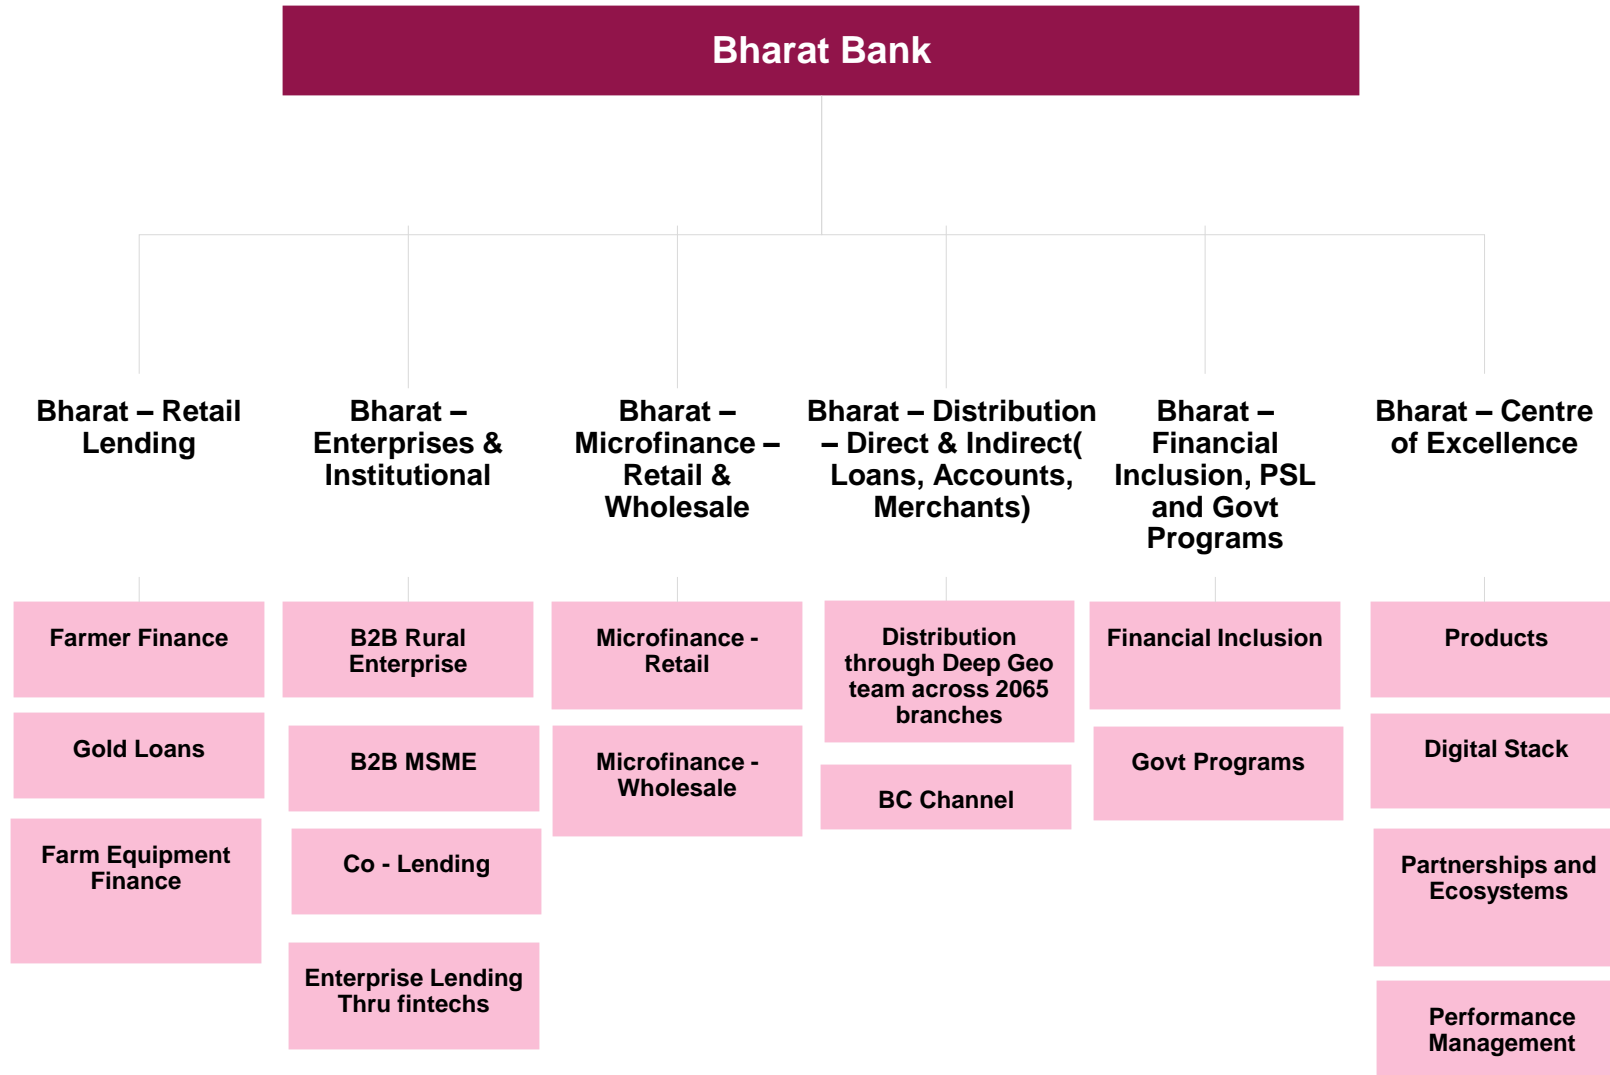 Bharat Bank
Bharat – Retail
Lending
Bharat –
Enterprises &
Institutional
Bharat –
Microfinance –
Retail &
Wholesale
Bharat – Distribution
– Direct & Indirect(
Loans, Accounts,
Merchants)
Bharat –
Financial
Inclusion, PSL
and Govt
Programs
Bharat – Centre
of Excellence
Farmer Finance
Gold Loans
Farm Equipment
Finance
B2B Rural
Enterprise
B2B MSME
Co - Lending
Enterprise Lending
Thru fintechs
Microfinance -
Retail
Microfinance -
Wholesale
Distribution
through Deep Geo
team across 2065
branches
BC Channel
Financial Inclusion
Govt Programs
Products
Digital Stack
Partnerships and
Ecosystems
Performance
Management